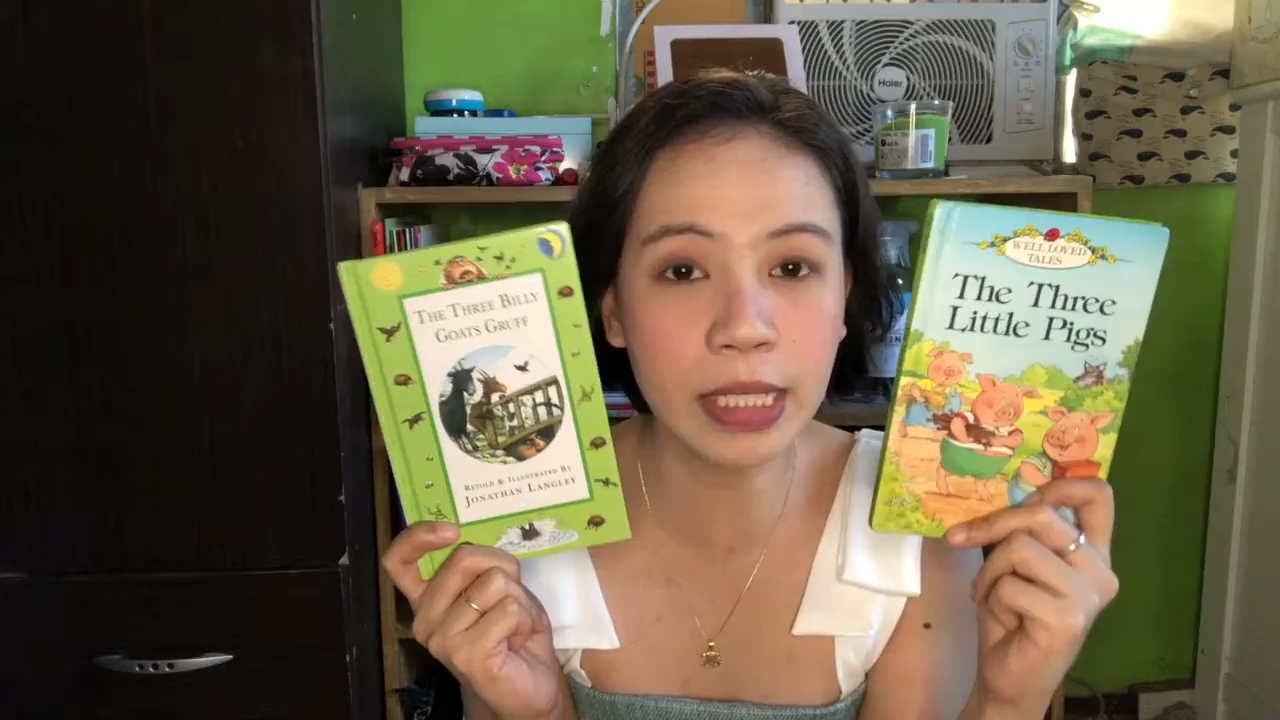 Haier
THE THREE BILLY
GOATS GRUFF
RETOLD & ILLUSTRATED BY
JONATHAN LANGLEY
WELL LOVED
TALES
The Three
Little Pigs